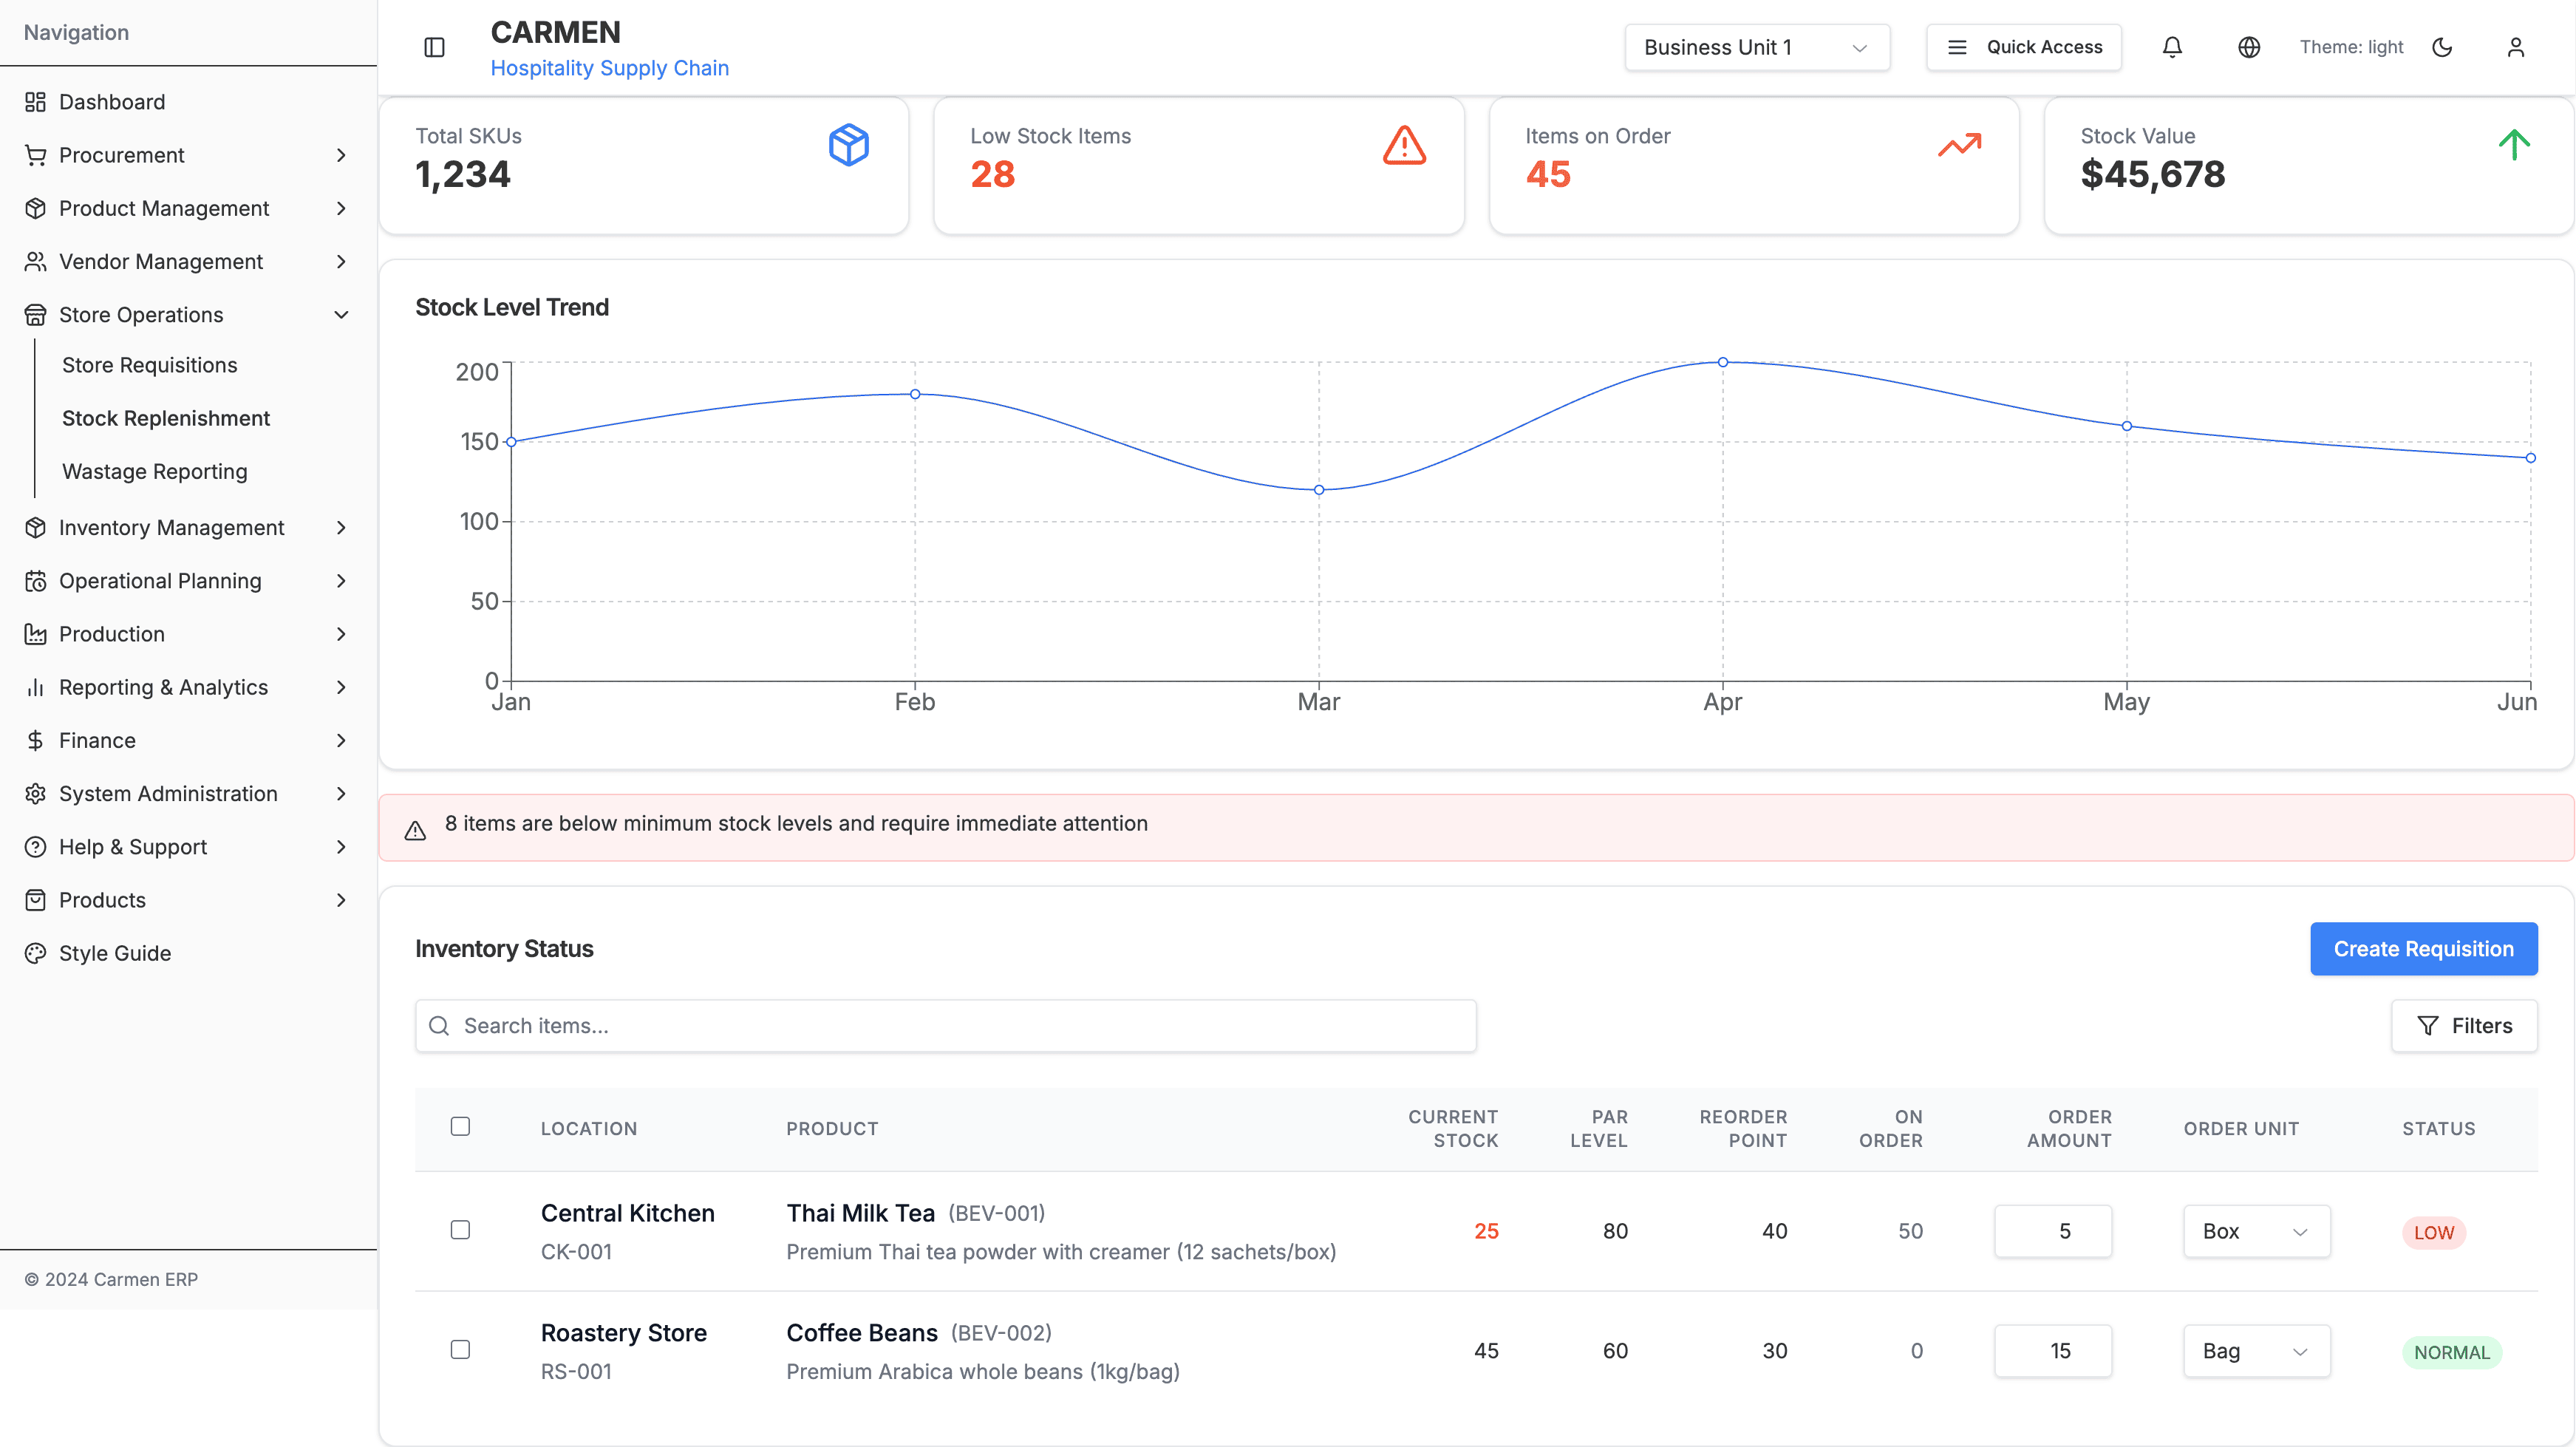 Navigation
Dashboard
Procurement
Product Management
Vendor Management
Store Operations
Store Requisitions
Stock Replenishment
Wastage Reporting
Inventory Management
Operational Planning
Production
Reporting & Analytics
Finance
System Administration
Help & Support
Products
Style Guide
© 2024 Carmen ERP
CARMEN
Hospitality Supply Chain
Business Unit 1
Quick Access
Theme: light
Total SKUs
1,234
Low Stock Items
28
Items on Order
45
Stock Value
$45,678
Stock Level Trend
200
150
100
50
0
Jan Feb Mar Apr May Jun
8 items are below minimum stock levels and require immediate attention
Inventory Status
Create Requisition
Search items...
Filters
LOCATION PRODUCT CURRENT STOCK PAR LEVEL REORDER POINT ON ORDER ORDER AMOUNT ORDER UNIT STATUS
Central Kitchen Thai Milk Tea (BEV-001) 25 80 40 50 5 Box LOW
CK-001 Premium Thai tea powder with creamer (12 sachets/box)
Roastery Store Coffee Beans (BEV-002) 45 60 30 0 15 Bag NORMAL
RS-001 Premium Arabica whole beans (1kg/bag)